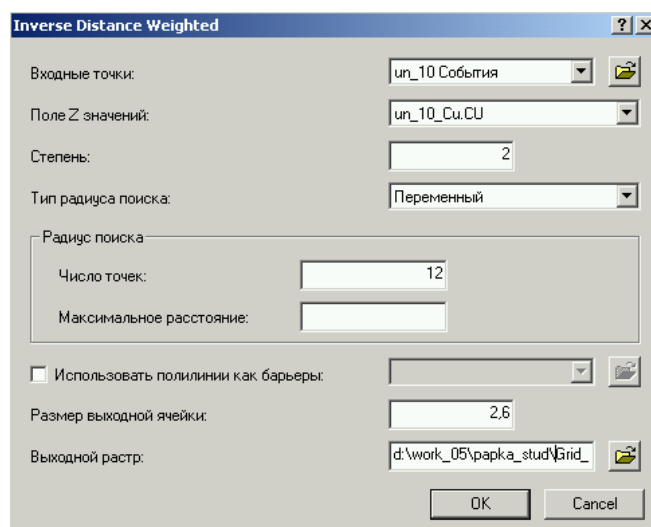 Inverse Distance Weighted
Входные точки: un_10 События
Поле Z значений: un_10_Cu.CU
Степень: 2
Тип радиуса поиска: Переменный
Радиус поиска
Число точек: 12
Максимальное расстояние:
Использовать полилинии как барьеры:
Размер выходной ячейки: 2,6
Выходной растр: d:\work_05\papka_stud\Grid_
OK Cancel